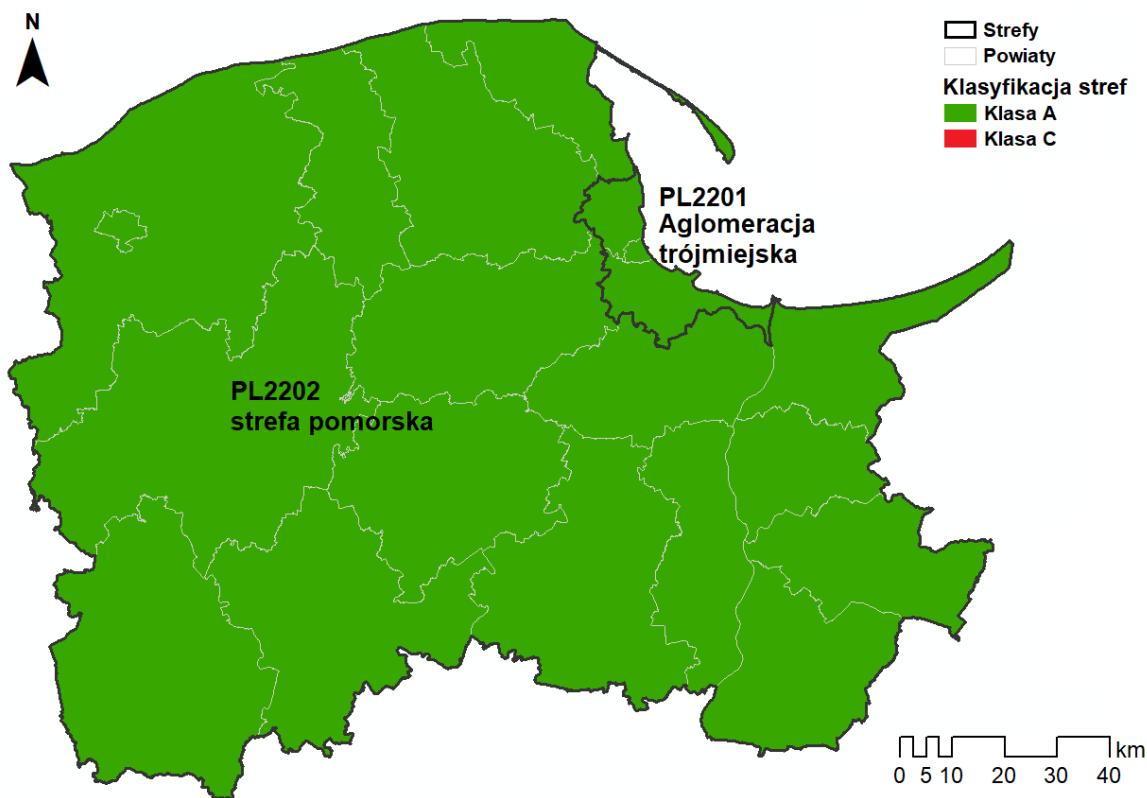 N
Strefy
Powiaty
Klasyfikacja stref
Klasa A
Klasa C
PL2201
Aglomeracja
trójmiejska
PL2202
strefa pomorska
km
0 5 10 20 30 40